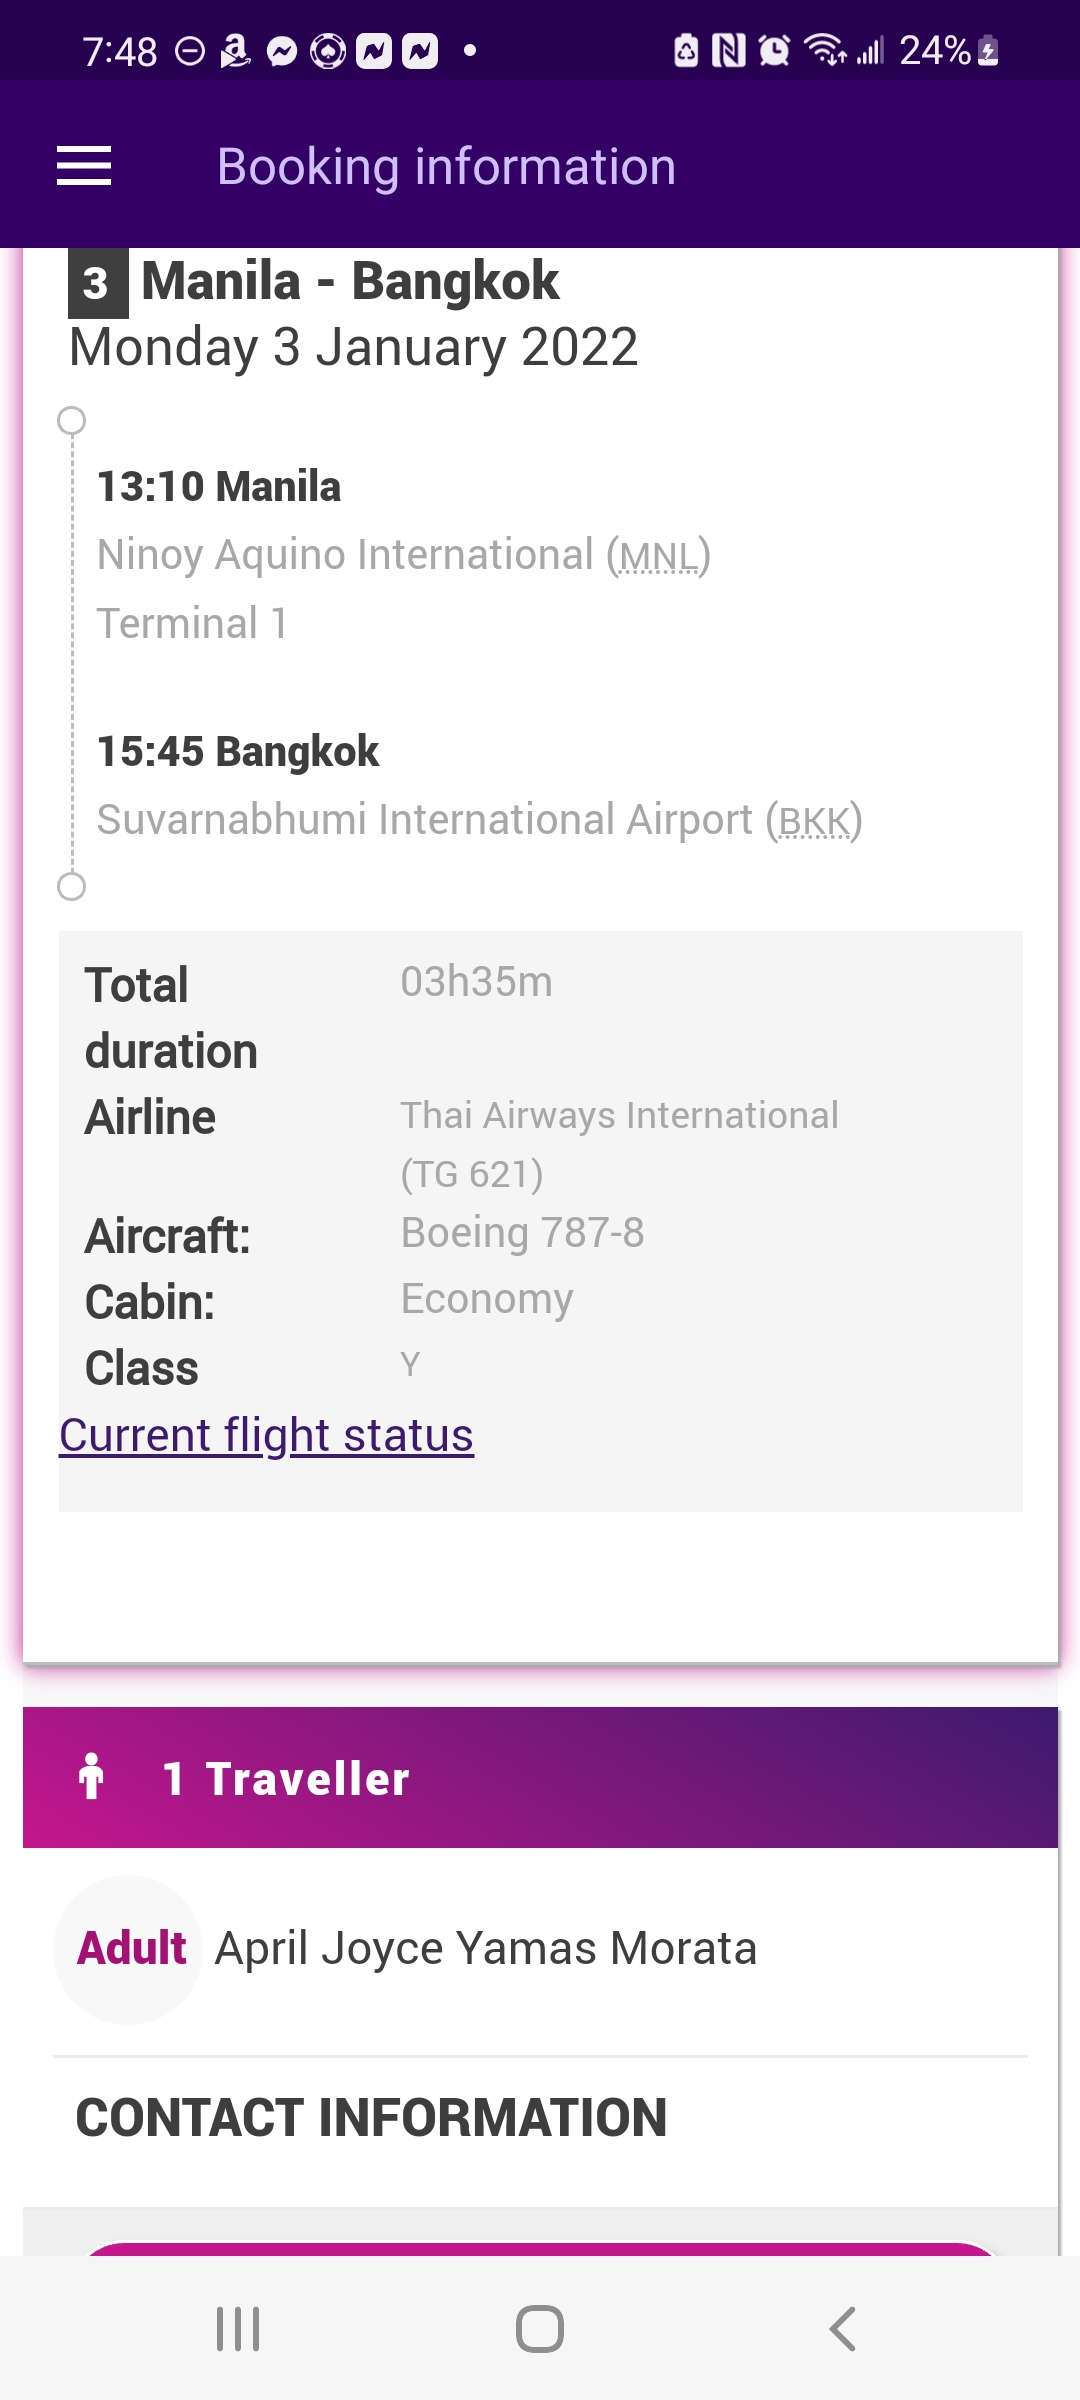 7:48 24%
Booking information
3 Manila - Bangkok
Monday 3 January 2022
13:10 Manila
Ninoy Aquino International (MNL)
Terminal 1
15:45 Bangkok
Suvarnabhumi International Airport (BKK)
Total 03h35m
duration
Airline Thai Airways International
(TG 621)
Aircraft: Boeing 787-8
Cabin: Economy
Class Y
Current flight status
1 Traveller
Adult April Joyce Yamas Morata
CONTACT INFORMATION